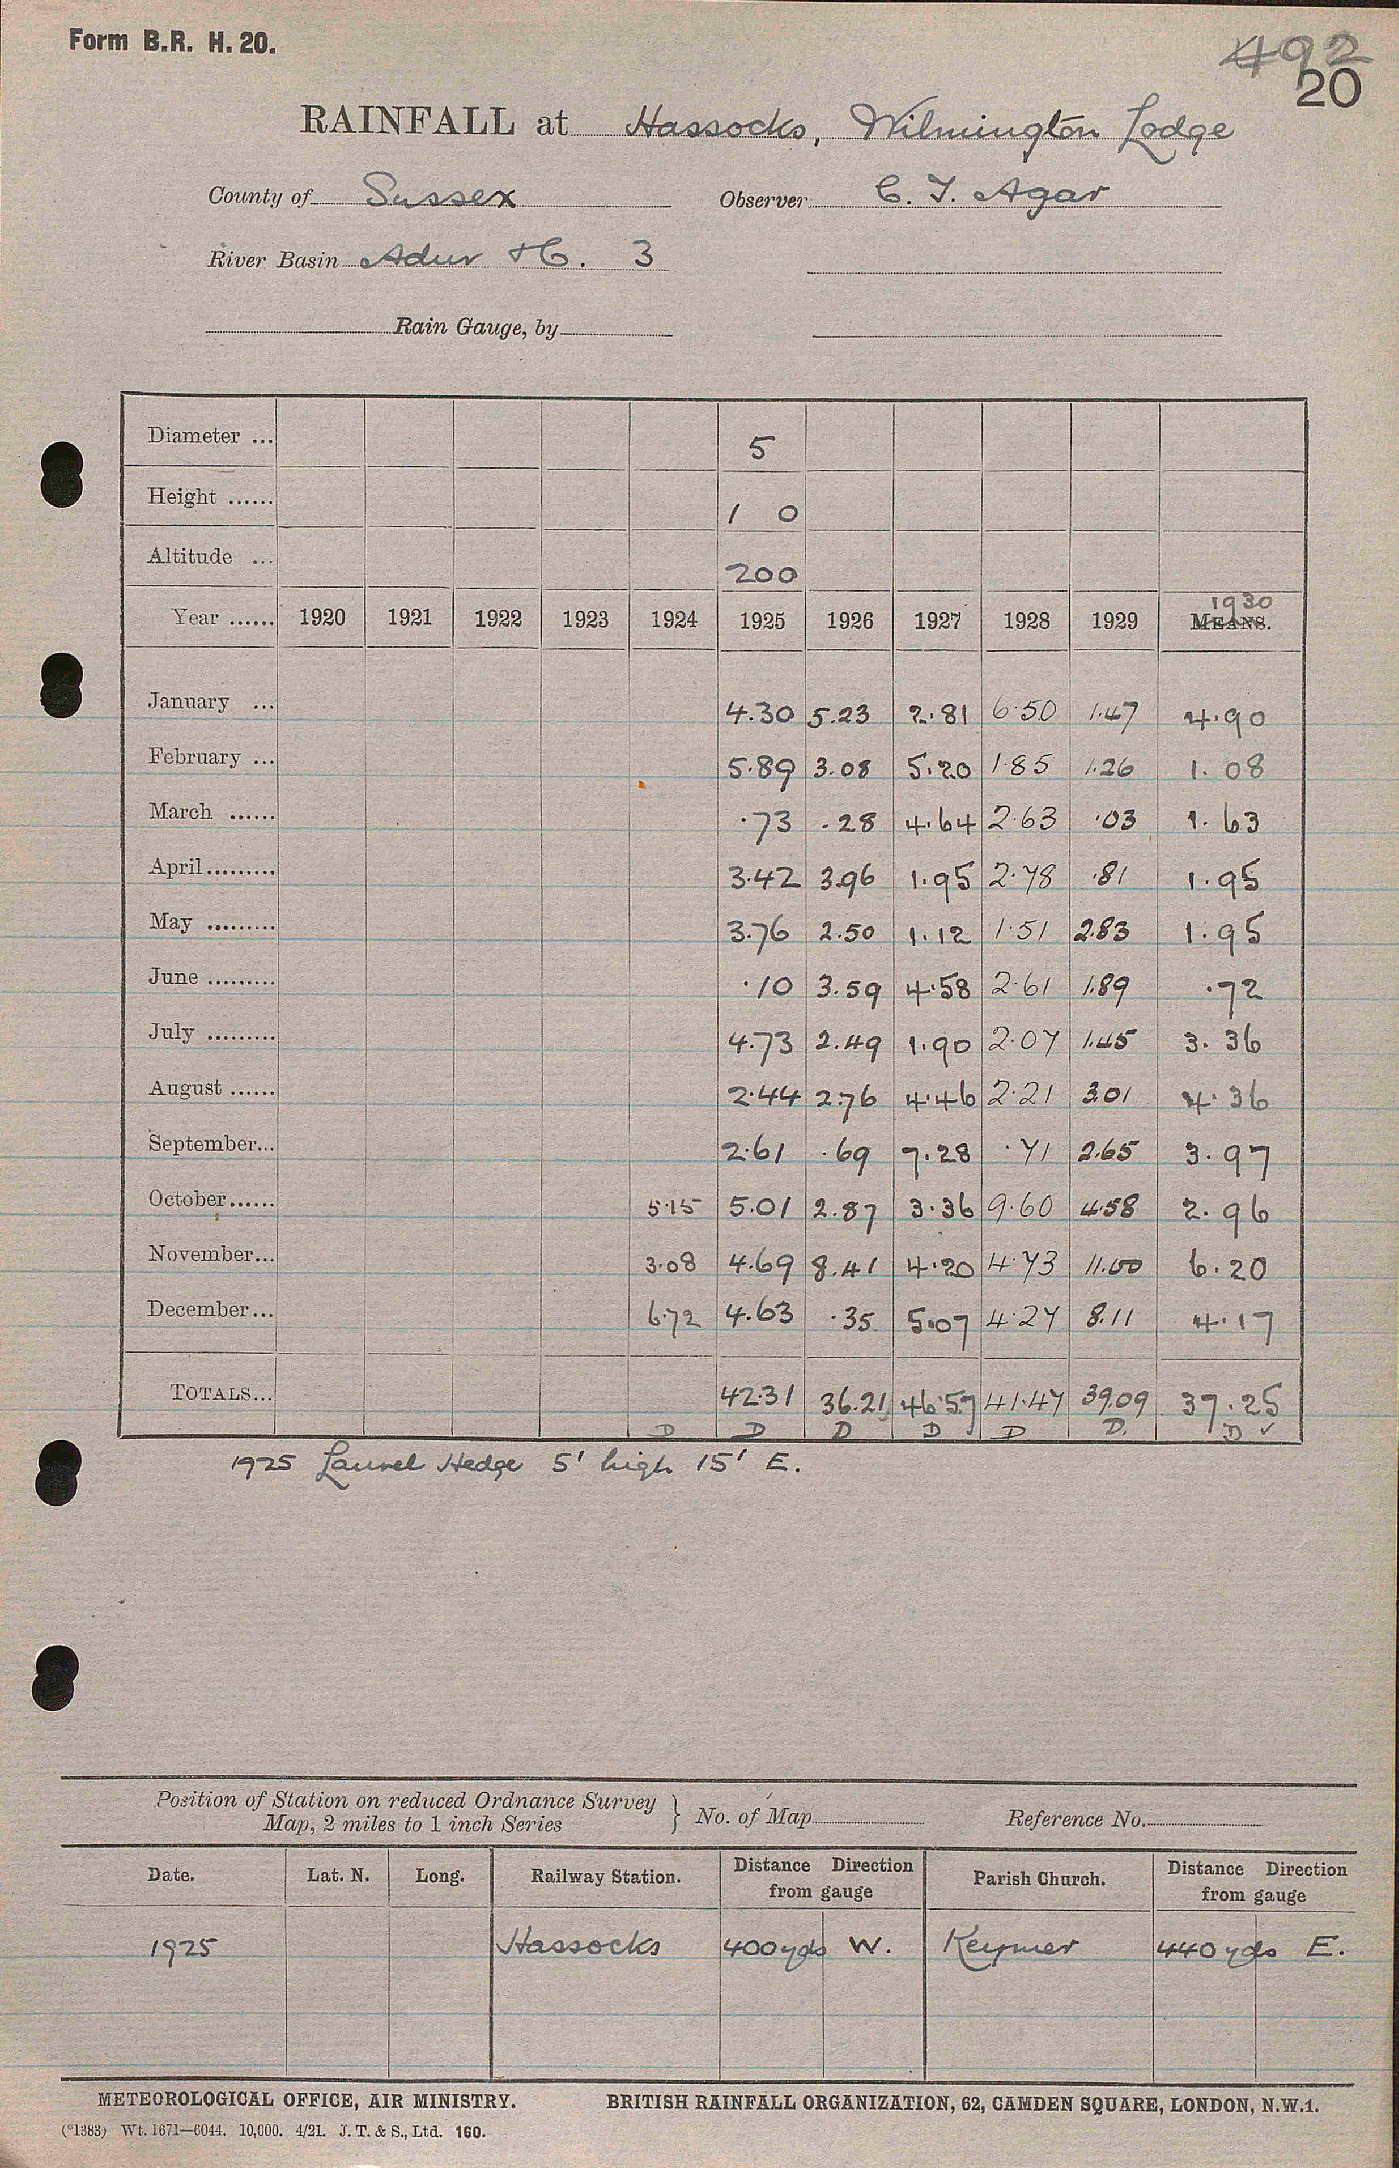 Form B.R. H. 20.
492
20
RAINFALL at Hassocks, Wilmington Lodge
County of Sussex Observer C. T. Agar
River Basin Adur &c. 3
Rain Gauge, by
Diameter ... 5
Height ...... 1 0
Altitude ... 200
1930
Year ...... 1920 1921 1922 1923 1924 1925 1926 1927 1928 1929 MEANS.
January ... 4.30 5.23 2.81 6.50 1.47 4.90
February ... 5.89 3.08 5.20 1.85 1.26 1.08
March ...... .73 .28 4.64 2.63 .03 1.63
April......... 3.42 3.96 1.95 2.78 .81 1.95
May ......... 3.76 2.50 1.12 1.51 2.83 1.95
June ......... .10 3.59 4.58 2.61 1.89 .72
July ......... 4.73 2.49 1.90 2.07 1.45 3.36
August ...... 2.44 2.76 4.46 2.21 3.01 4.36
September... 2.61 .69 7.28 .71 2.65 3.97
October...... 5.15 5.01 2.87 3.36 9.60 4.58 2.96
November... 3.08 4.69 8.41 4.20 4.73 11.00 6.20
December... 6.72 4.63 .35 5.07 4.27 8.11 4.17
TOTALS... 42.31 36.21 46.57 41.47 39.09 37.25
D D D D D D. D ✓
1925 Laurel Hedge 5' high 15' E.
Position of Station on reduced Ordnance Survey
Map, 2 miles to 1 inch Series } No. of Map Reference No.
Date. Lat. N. Long. Railway Station. Distance Direction from gauge Parish Church. Distance Direction from gauge
1925 Hassocks 400 yds W. Keymer 440 yds E.
METEOROLOGICAL OFFICE, AIR MINISTRY. BRITISH RAINFALL ORGANIZATION, 62, CAMDEN SQUARE, LONDON, N.W.1.
(*1383) Wt. 1671—6044. 10,000. 4/21. J. T. & S., Ltd. 160.